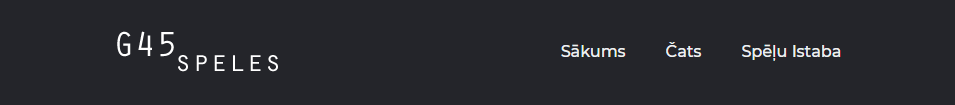 G45
SPELES
Sākums
Čats
Spēļu Istaba